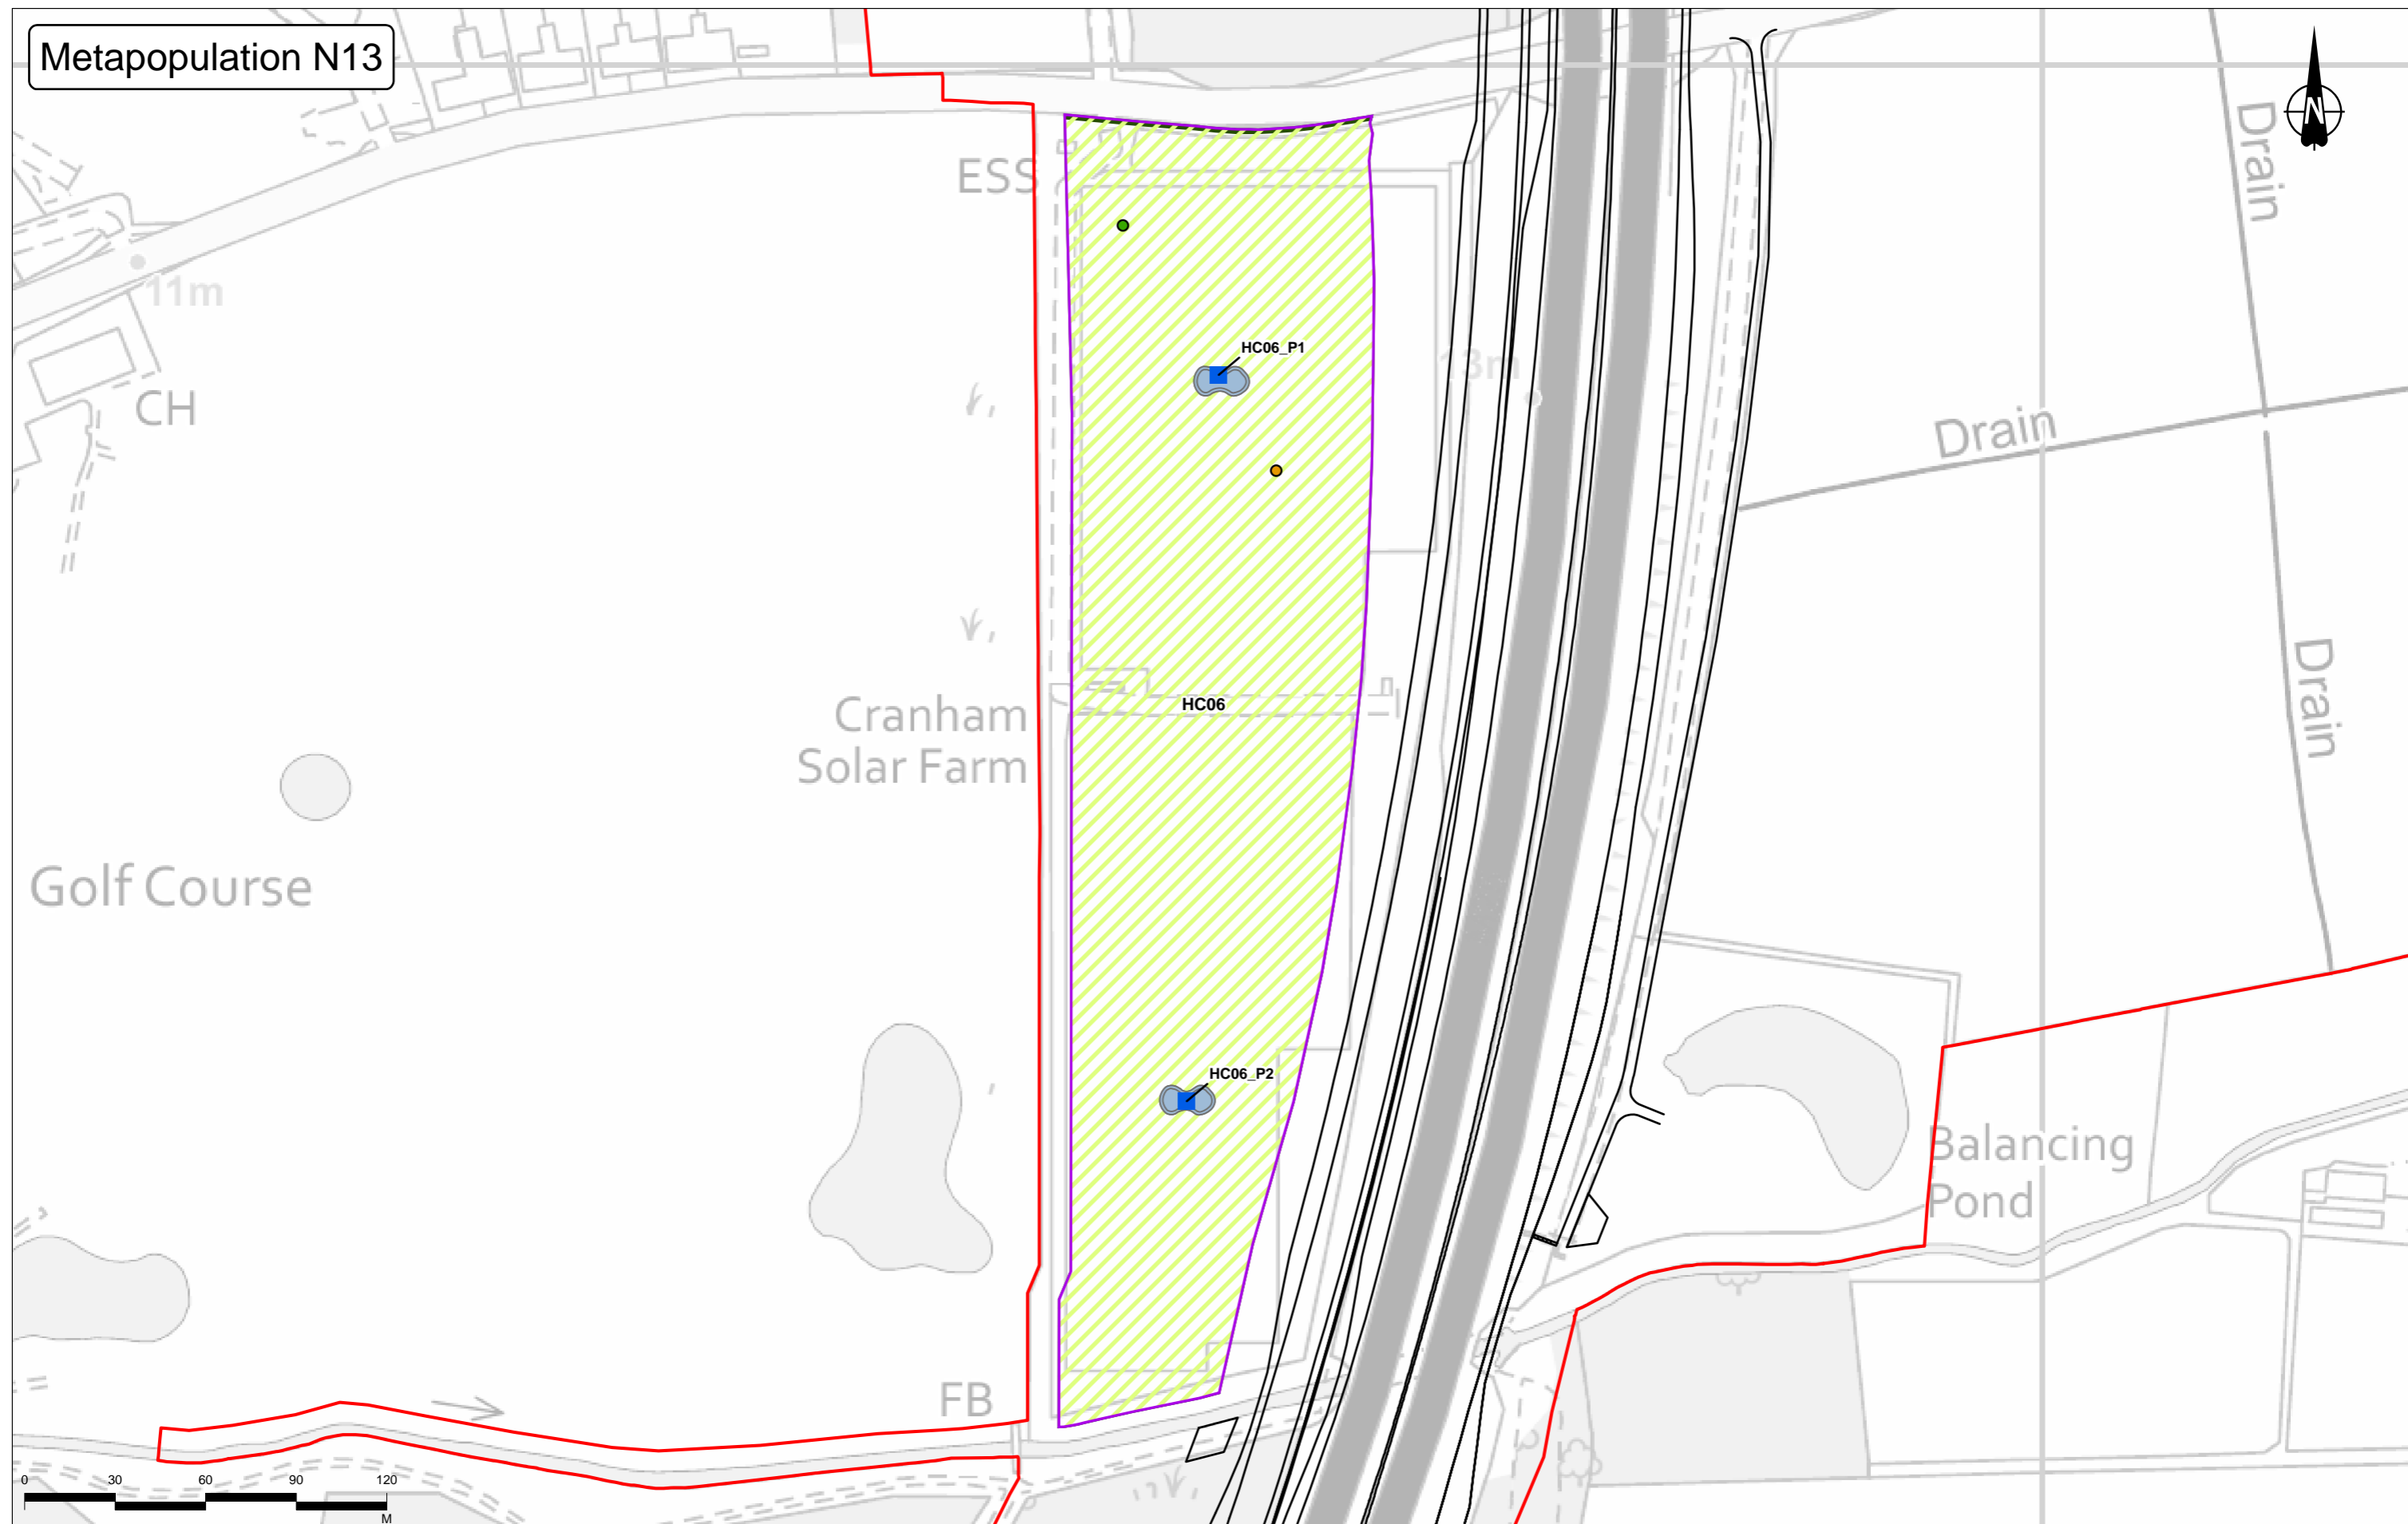 Metapopulation N13
N
Drain
ESS
11m
HC06_P1
13m
CH
Drain
HC06
Cranham
Solar Farm
Drain
Golf Course
HC06_P2
Balancing
Pond
FB
0 30 60 90 120
M